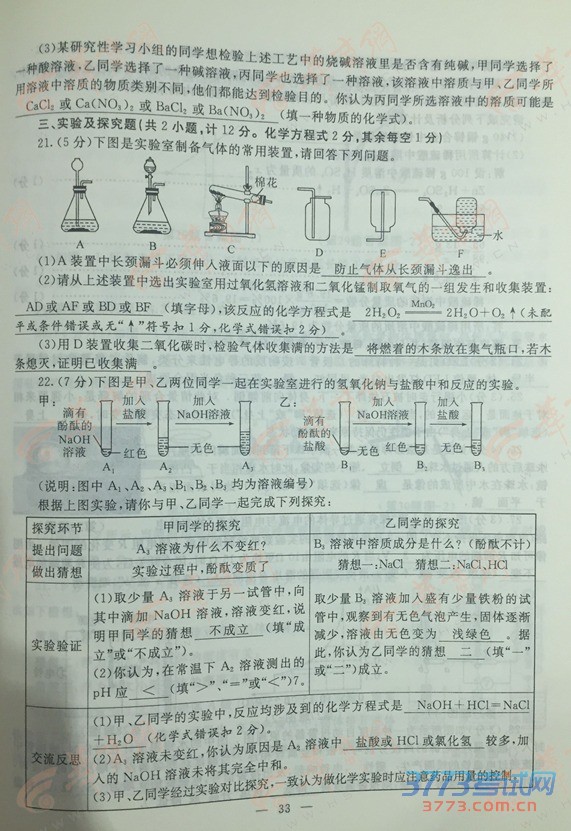 (3)某研究性学习小组的同学想检验上述工艺中的烧碱溶液里是否含有纯碱,甲同学选择了
一种酸溶液,乙同学选择了一种碱溶液,丙同学也选择了一种溶液,该溶液中溶质与甲、乙同学所
用溶液中溶质的物质类别不同,他们都能达到检验目的。你认为丙同学所选溶液中的溶质可能是
CaCl₂ 或 Ca(NO₃)₂ 或 BaCl₂ 或 Ba(NO₃)₂ (填一种物质的化学式)。
三、实验及探究题(共 2 小题,计 12 分。化学方程式 2 分,其余每空 1 分)
21.(5 分)下图是实验室制备气体的常用装置,请回答下列问题。
棉花
水
A B C D E F
(1)A 装置中长颈漏斗必须伸入液面以下的原因是 防止气体从长颈漏斗逸出 。
(2)请从上述装置中选出实验室用过氧化氢溶液和二氧化锰制取氧气的一组发生和收集装置:
AD 或 AF 或 BD 或 BF (填字母),该反应的化学方程式是 2H₂O₂ =MnO₂= 2H₂O+O₂↑(未配
平或条件错误或无“↑”符号扣 1 分,化学式错误扣 2 分) 。
(3)用 D 装置收集二氧化碳时,检验气体收集满的方法是 将燃着的木条放在集气瓶口,若木
条熄灭,证明已收集满 。
22.(7 分)下图是甲、乙两位同学一起在实验室进行的氢氧化钠与盐酸中和反应的实验。
甲: 滴有酚酞的NaOH溶液 红色 加入盐酸 无色 加入NaOH溶液
A₁ A₂ A₃
乙: 滴有酚酞的盐酸 无色 加入NaOH溶液 红色 加入盐酸 无色
B₁ B₂ B₃
(说明:图中 A₁、A₂、A₃、B₁、B₂、B₃ 均为溶液编号)
根据上图实验,请你与甲、乙同学一起完成下列探究:
探究环节 甲同学的探究 乙同学的探究
提出问题 A₃ 溶液为什么不变红? B₃ 溶液中溶质成分是什么?(酚酞不计)
做出猜想 实验过程中,酚酞变质了 猜想一:NaCl 猜想二:NaCl、HCl
实验验证
(1)取少量 A₃ 溶液于另一试管中,向
其中滴加 NaOH 溶液,溶液变红,说
明甲同学的猜想 不成立 (填“成
立”或“不成立”)。
(2)你认为,在常温下 A₂ 溶液测出的
pH 应 < (填“>”、“=”或“<”)7。
取少量 B₃ 溶液加入盛有少量铁粉的试
管中,观察到有无色气泡产生,固体逐渐
减少,溶液由无色变为 浅绿色 。据
此,你认为乙同学的猜想 二 (填“一”
或“二”)成立。
交流反思
(1)甲、乙同学的实验中,反应均涉及到的化学方程式是 NaOH+HCl=NaCl
+H₂O (化学式错误扣 2 分)。
(2)A₃ 溶液未变红,你认为原因是 A₂ 溶液中 盐酸或 HCl 或氯化氢 较多,加
入的 NaOH 溶液未将其完全中和。
(3)甲、乙同学经过实验对比探究,一致认为做化学实验时应注意药品用量的控制。
— 33 —
3773考试网
3773.com.cn